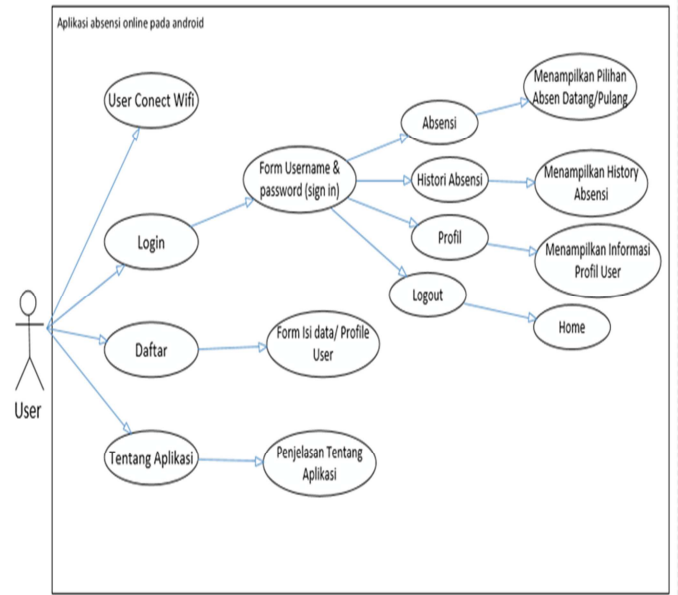 Aplikasi absensi online pada android
User Conect Wifi
Login
Daftar
Tentang Aplikasi
User
Form Username &
password (sign in)
Form Isi data/ Profile
User
Penjelasan Tentang
Aplikasi
Absensi
Histori Absensi
Profil
Logout
Menampilkan Pilihan
Absen Datang/Pulang
Menampilkan History
Absensi
Menampilkan Informasi
Profil User
Home